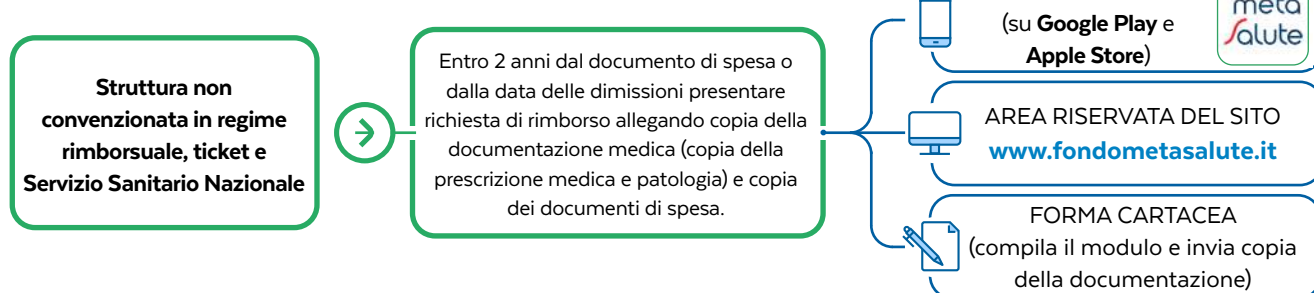 Struttura non
convenzionata in regime
rimborsuale, ticket e
Servizio Sanitario Nazionale
Entro 2 anni dal documento di spesa o
dalla data delle dimissioni presentare
richiesta di rimborso allegando copia della
documentazione medica (copia della
prescrizione medica e patologia) e copia
dei documenti di spesa.
(su Google Play e
Apple Store)
meta
salute
AREA RISERVATA DEL SITO
www.fondometasalute.it
FORMA CARTACEA
(compila il modulo e invia copia
della documentazione)